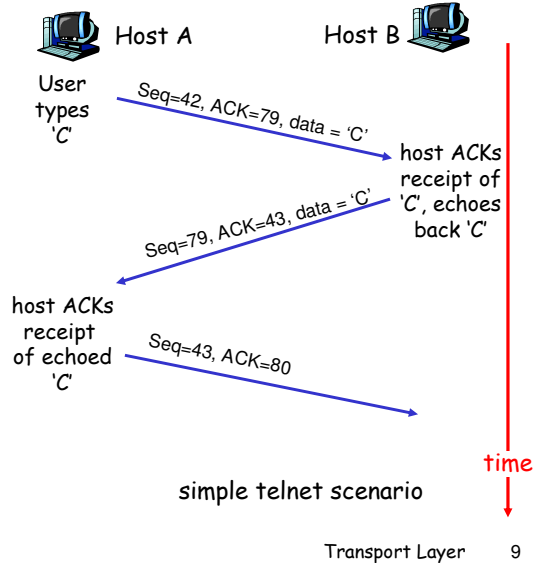 Host A
Host B
User
types
‘C’
Seq=42, ACK=79, data = ‘C’
host ACKs
receipt of
‘C’, echoes
back ‘C’
Seq=79, ACK=43, data = ‘C’
host ACKs
receipt
of echoed
‘C’
Seq=43, ACK=80
time
simple telnet scenario
Transport Layer 9